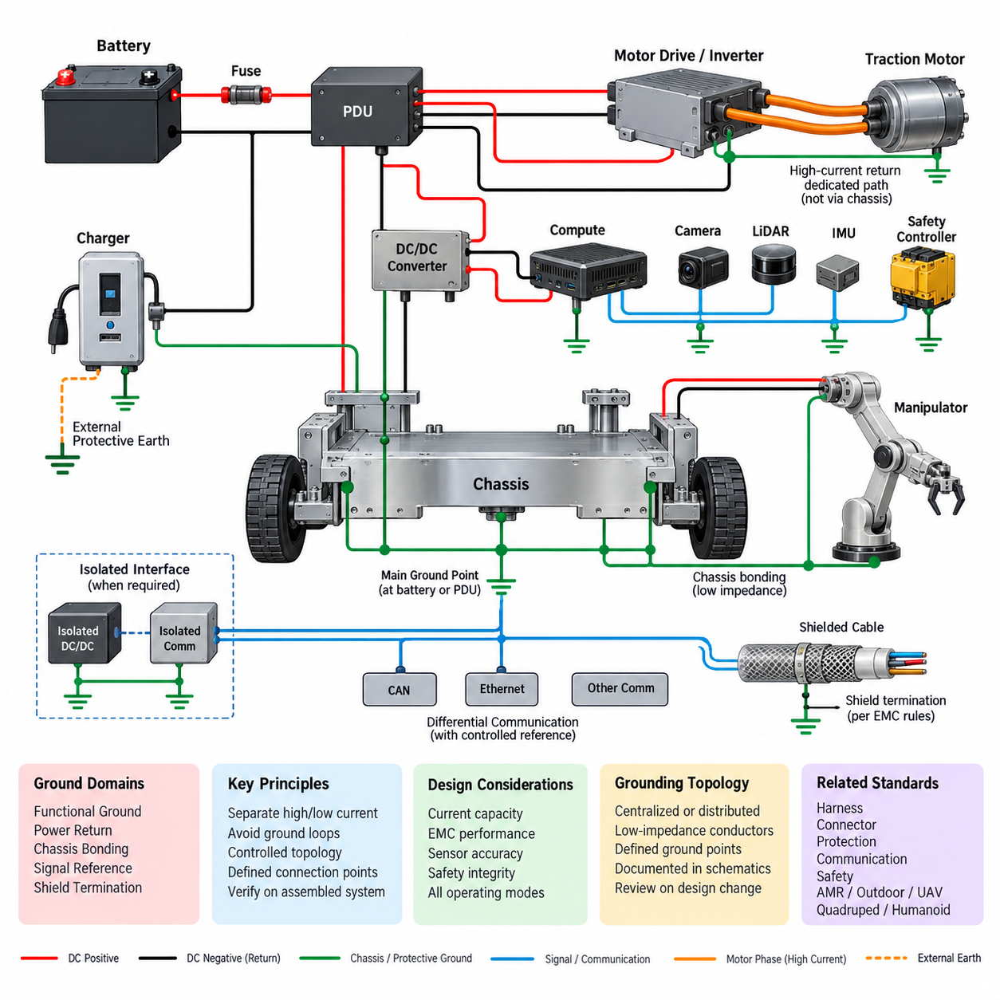 Battery
Fuse
PDU
Motor Drive / Inverter
Traction Motor
High-current return
dedicated path
(not via chassis)
Charger
DC/DC
Converter
Compute
Camera
LiDAR
IMU
Safety
Controller
External
Protective Earth
Manipulator
Chassis
Main Ground Point
(at battery or PDU)
Chassis bonding
(low impedance)
Isolated Interface
(when required)
Isolated
DC/DC
Isolated
Comm
CAN
Ethernet
Other Comm
Differential Communication
(with controlled reference)
Shielded Cable
Shield termination
(per EMC rules)
Ground Domains
Functional Ground
Power Return
Chassis Bonding
Signal Reference
Shield Termination
Key Principles
Separate high/low current
Avoid ground loops
Controlled topology
Defined connection points
Verify on assembled system
Design Considerations
Current capacity
EMC performance
Sensor accuracy
Safety integrity
All operating modes
Grounding Topology
Centralized or distributed
Low-impedance conductors
Defined ground points
Documented in schematics
Review on design change
Related Standards
Harness
Connector
Protection
Communication
Safety
AMR / Outdoor / UAV
Quadruped / Humanoid
DC Positive
DC Negative (Return)
Chassis / Protective Ground
Signal / Communication
Motor Phase (High Current)
External Earth